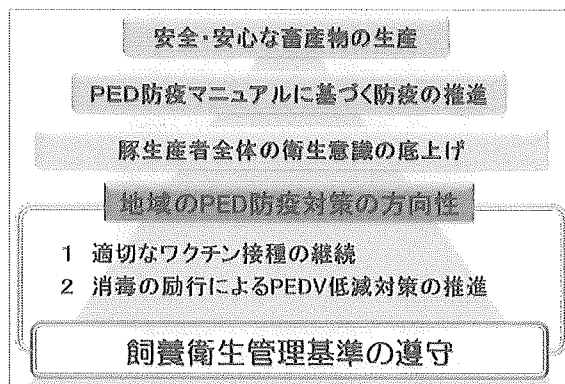 安全・安心な畜産物の生産
PED防疫マニュアルに基づく防疫の推進
豚生産者全体の衛生意識の底上げ
地域のPED防疫対策の方向性
1 適切なワクチン接種の継続
2 消毒の励行によるPEDV低減対策の推進
飼養衛生管理基準の遵守